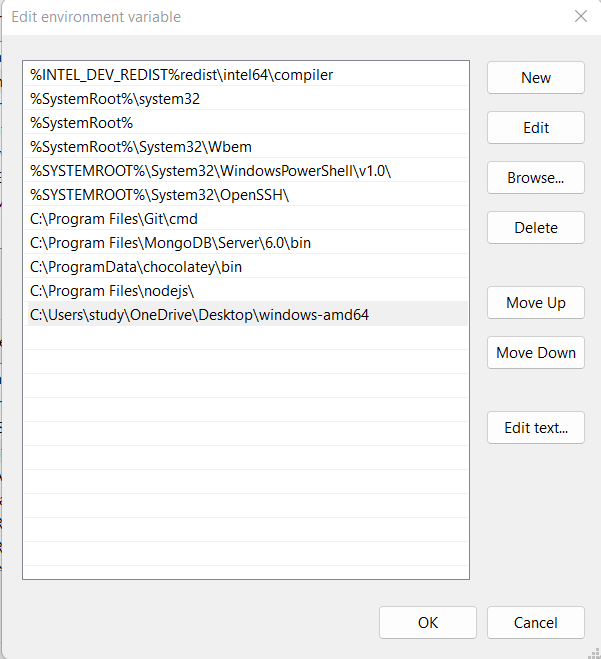 Edit environment variable
%INTEL_DEV_REDIST%redist\intel64\compiler
%SystemRoot%\system32
%SystemRoot%
%SystemRoot%\System32\Wbem
%SYSTEMROOT%\System32\WindowsPowerShell\v1.0\
%SYSTEMROOT%\System32\OpenSSH\
C:\Program Files\Git\cmd
C:\Program Files\MongoDB\Server\6.0\bin
C:\ProgramData\chocolatey\bin
C:\Program Files\nodejs\
C:\Users\study\OneDrive\Desktop\windows-amd64
New
Edit
Browse...
Delete
Move Up
Move Down
Edit text...
OK
Cancel